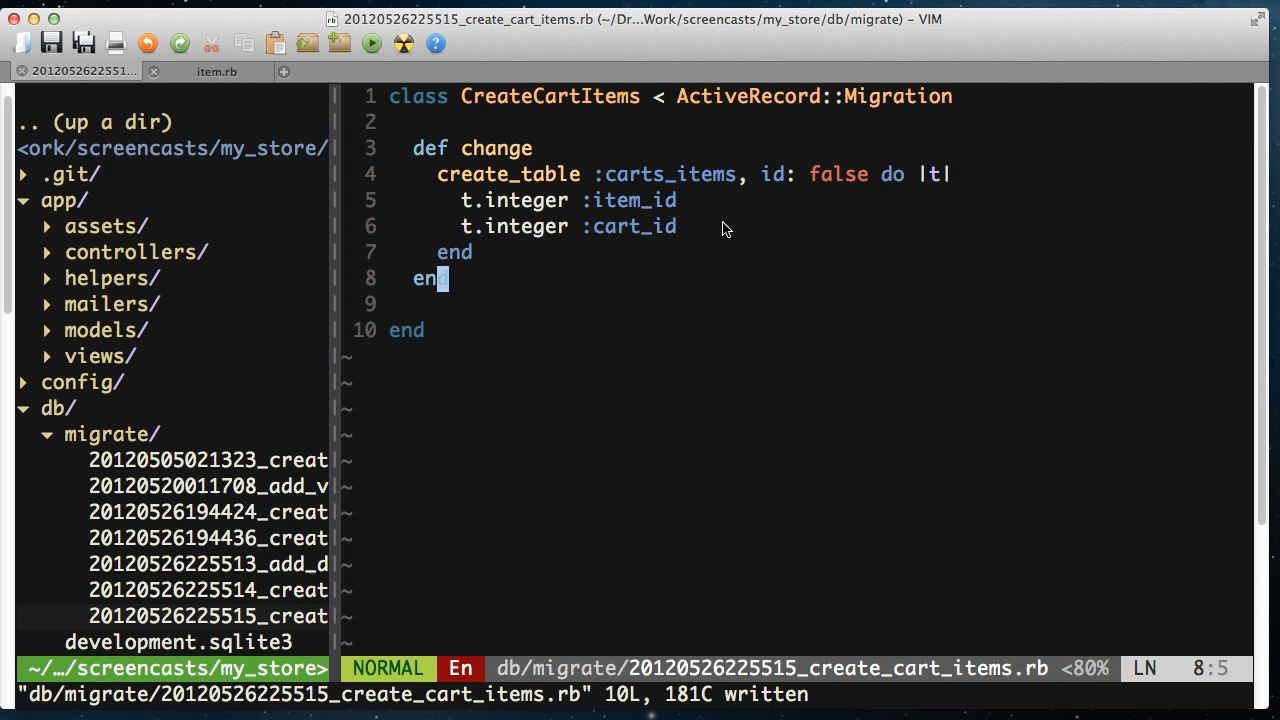 20120526225515_create_cart_items.rb (~/Dr...Work/screencasts/my_store/db/migrate) - VIM
2012052622551... item.rb
.. (up a dir)
<ork/screencasts/my_store/
▸ .git/
▾ app/
▸ assets/
▸ controllers/
▸ helpers/
▸ mailers/
▸ models/
▸ views/
▸ config/
▾ db/
▾ migrate/
20120505021323_creat
20120520011708_add_v
20120526194424_creat
20120526194436_creat
20120526225513_add_d
20120526225514_creat
20120526225515_creat
development.sqlite3
1 class CreateCartItems < ActiveRecord::Migration
2
3 def change
4 create_table :carts_items, id: false do |t|
5 t.integer :item_id
6 t.integer :cart_id
7 end
8 end
9
10 end
~
~
~
~
~
~
~
~
~
~
~
~
~/…/screencasts/my_store> NORMAL En db/migrate/20120526225515_create_cart_items.rb <80% LN 8:5
"db/migrate/20120526225515_create_cart_items.rb" 10L, 181C written